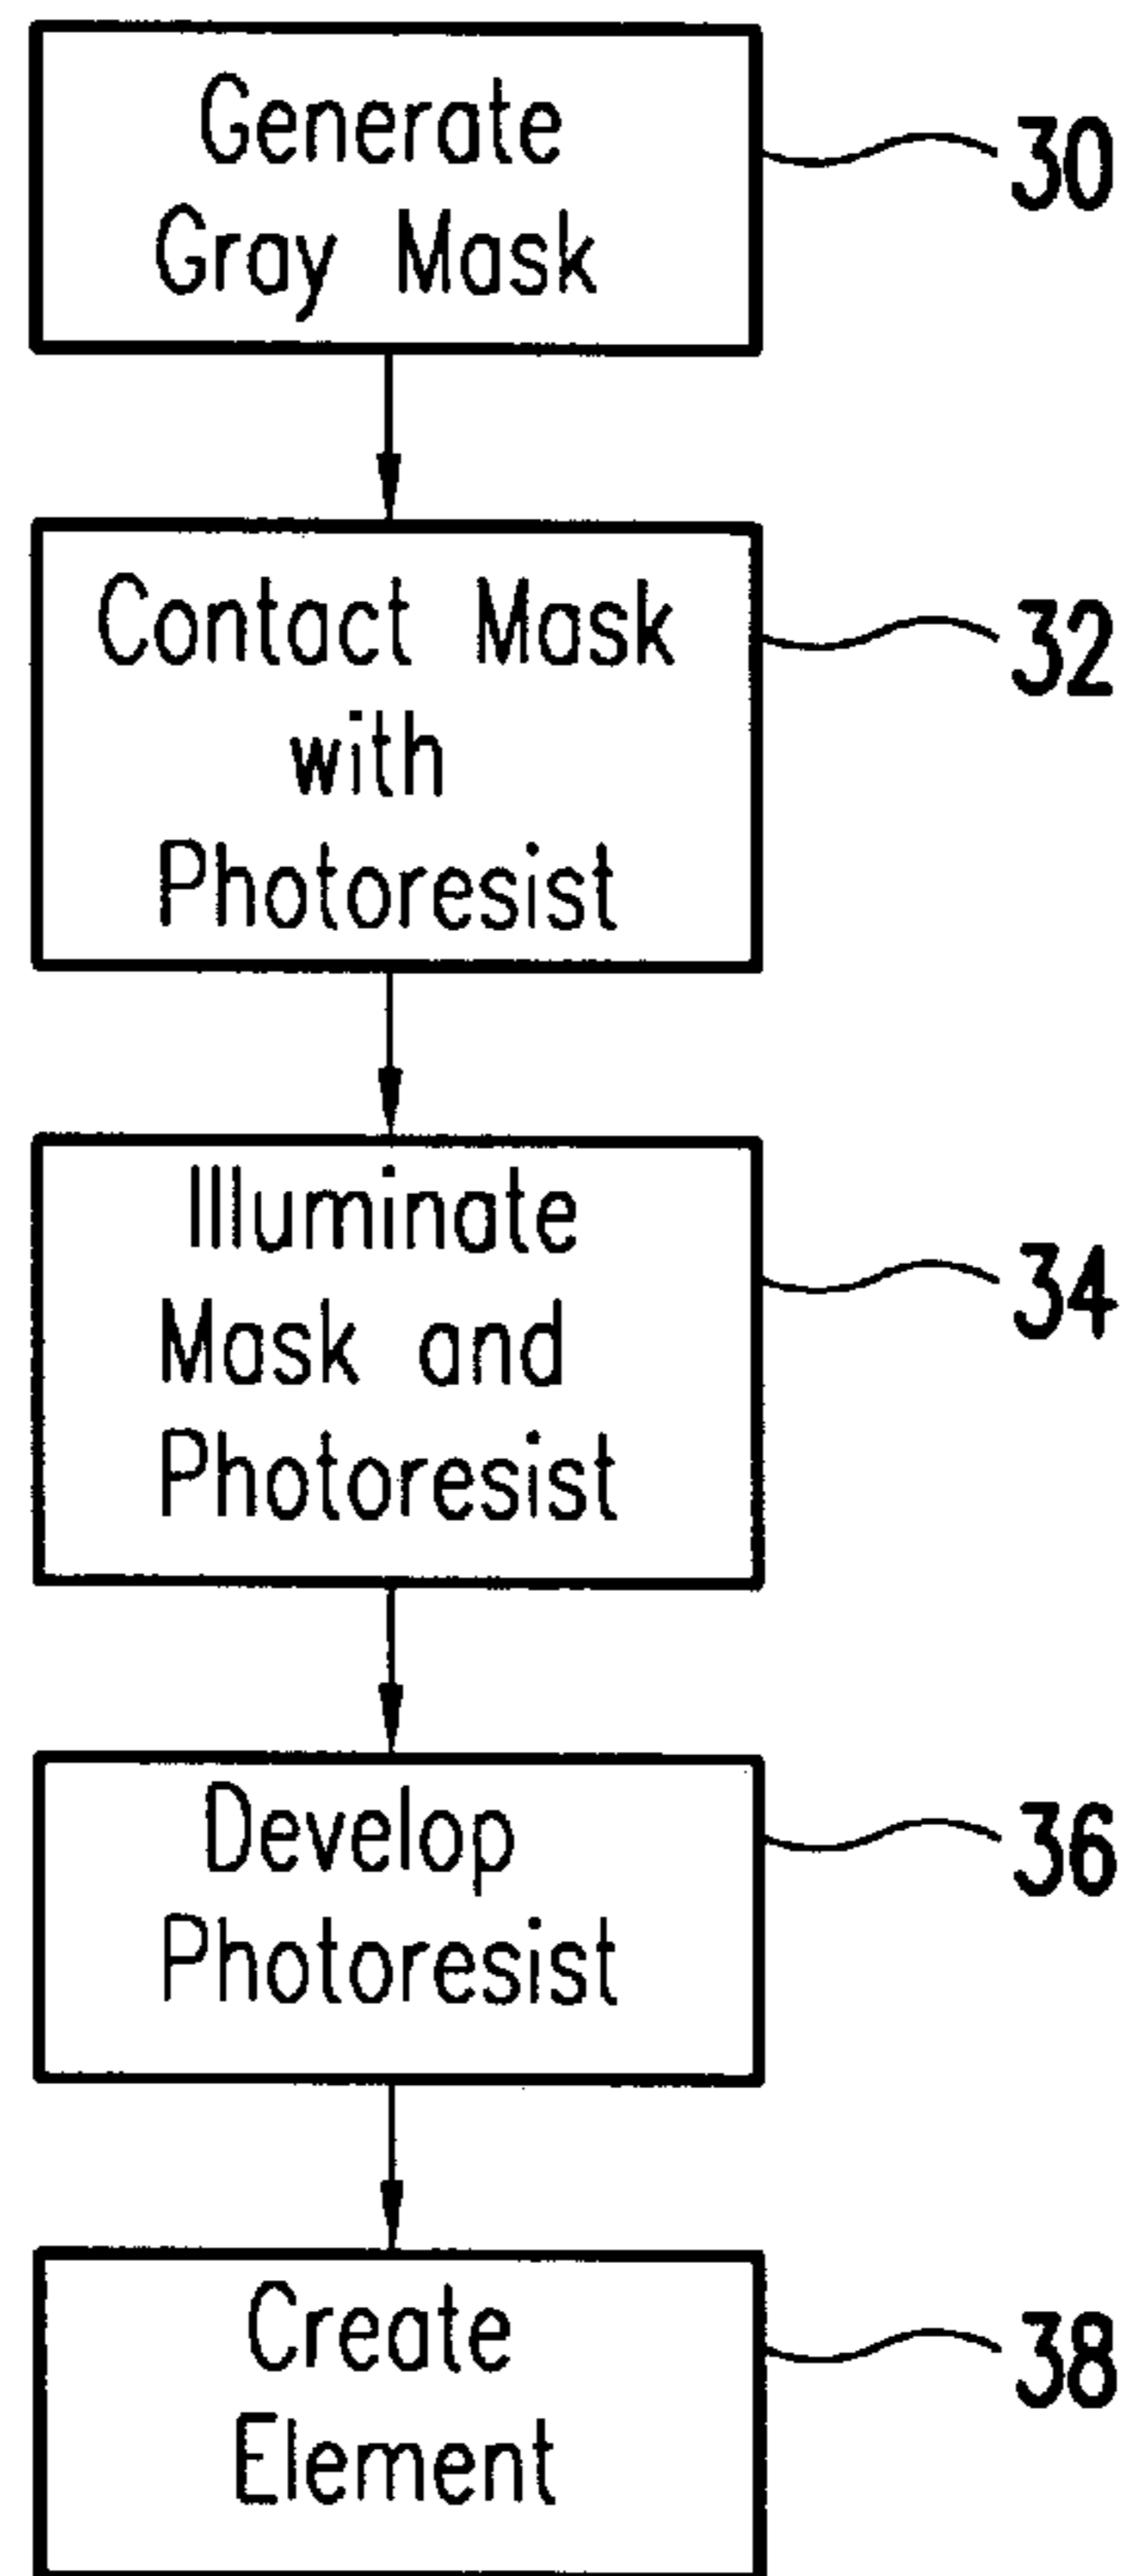 Generate
Gray Mask
30
Contact Mask
with
Photoresist
32
Illuminate
Mask and
Photoresist
34
Develop
Photoresist
36
Create
Element
38